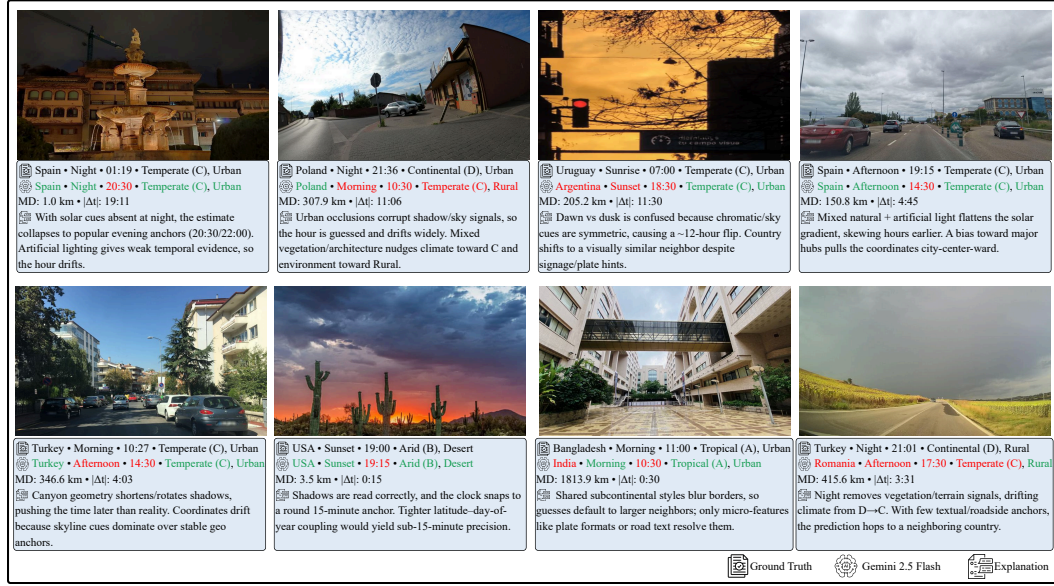 Spain • Night • 01:19 • Temperate (C), Urban
Spain • Night • 20:30 • Temperate (C), Urban
MD: 1.0 km • |Δt|: 19:11
With solar cues absent at night, the estimate
collapses to popular evening anchors (20:30/22:00).
Artificial lighting gives weak temporal evidence, so
the hour drifts.
Poland • Night • 21:36 • Continental (D), Urban
Poland • Morning • 10:30 • Temperate (C), Rural
MD: 307.9 km • |Δt|: 11:06
Urban occlusions corrupt shadow/sky signals, so
the hour is guessed and drifts widely. Mixed
vegetation/architecture nudges climate toward C and
environment toward Rural.
Uruguay • Sunrise • 07:00 • Temperate (C), Urban
Argentina • Sunset • 18:30 • Temperate (C), Urban
MD: 205.2 km • |Δt|: 11:30
Dawn vs dusk is confused because chromatic/sky
cues are symmetric, causing a ~12-hour flip. Country
shifts to a visually similar neighbor despite
signage/plate hints.
Spain • Afternoon • 19:15 • Temperate (C), Urban
Spain • Afternoon • 14:30 • Temperate (C), Urban
MD: 150.8 km • |Δt|: 4:45
Mixed natural + artificial light flattens the solar
gradient, skewing hours earlier. A bias toward major
hubs pulls the coordinates city-center-ward.
Turkey • Morning • 10:27 • Temperate (C), Urban
Turkey • Afternoon • 14:30 • Temperate (C), Urban
MD: 346.6 km • |Δt|: 4:03
Canyon geometry shortens/rotates shadows,
pushing the time later than reality. Coordinates drift
because skyline cues dominate over stable geo
anchors.
USA • Sunset • 19:00 • Arid (B), Desert
USA • Sunset • 19:15 • Arid (B), Desert
MD: 3.5 km • |Δt|: 0:15
Shadows are read correctly, and the clock snaps to
a round 15-minute anchor. Tighter latitude–day-of-
year coupling would yield sub-15-minute precision.
Bangladesh • Morning • 11:00 • Tropical (A), Urban
India • Morning • 10:30 • Tropical (A), Urban
MD: 1813.9 km • |Δt|: 0:30
Shared subcontinental styles blur borders, so
guesses default to larger neighbors; only micro-features
like plate formats or road text resolve them.
Turkey • Night • 21:01 • Continental (D), Rural
Romania • Afternoon • 17:30 • Temperate (C), Rural
MD: 415.6 km • |Δt|: 3:31
Night removes vegetation/terrain signals, drifting
climate from D→C. With few textual/roadside anchors,
the prediction hops to a neighboring country.
Ground Truth
Gemini 2.5 Flash
Explanation